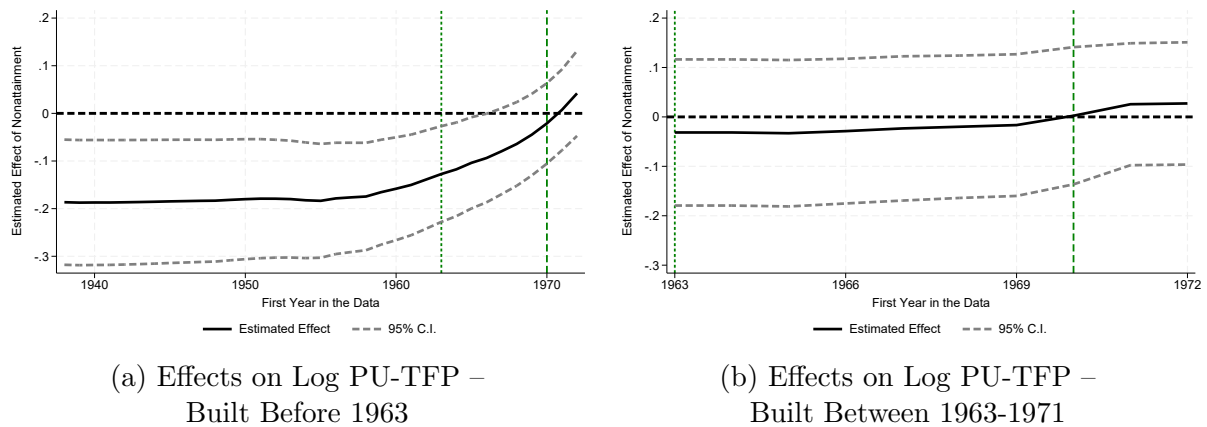 Estimated Effect of Nonattainment
.2
.1
0
-.1
-.2
-.3
1940
1950
1960
1970
First Year in the Data
Estimated Effect
95% C.I.
(a) Effects on Log PU-TFP –
Built Before 1963
Estimated Effect of Nonattainment
.2
.1
0
-.1
-.2
-.3
1963
1966
1969
1972
First Year in the Data
Estimated Effect
95% C.I.
(b) Effects on Log PU-TFP –
Built Between 1963-1971